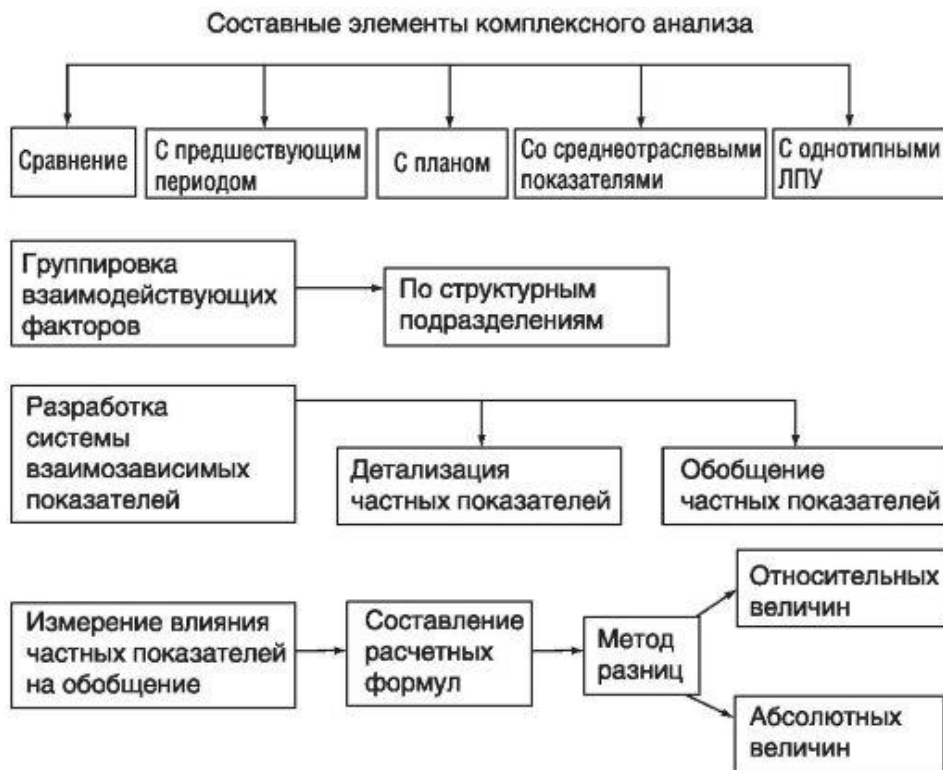 Составные элементы комплексного анализа
Сравнение
С предшествующим
периодом
С планом
Со среднеотраслевыми
показателями
С однотипными
ЛПУ
Группировка
взаимодействующих
факторов
По структурным
подразделениям
Разработка
системы
взаимозависимых
показателей
Детализация
частных показателей
Обобщение
частных показателей
Измерение влияния
частных показателей
на обобщение
Составление
расчетных
формул
Метод
разниц
Относительных
величин
Абсолютных
величин